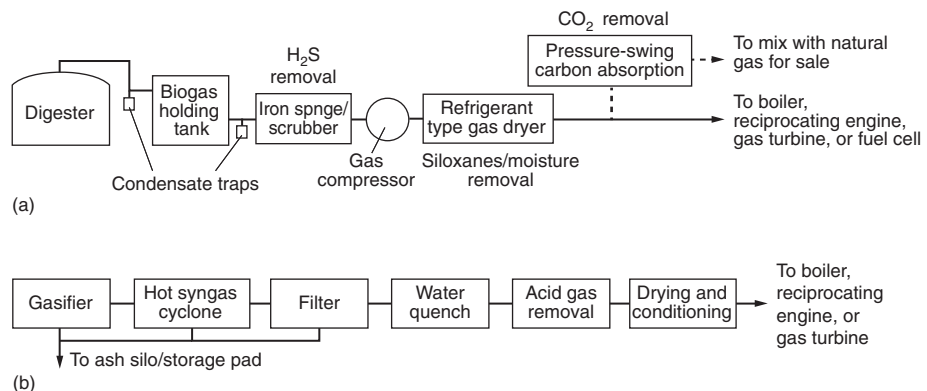 CO2 removal
Pressure-swing
carbon absorption
To mix with natural
gas for sale
H2S
removal
Digester
Biogas
holding
tank
Iron spnge/
scrubber
Refrigerant
type gas dryer
To boiler,
reciprocating engine,
gas turbine, or fuel cell
Condensate traps
Gas
compressor
Siloxanes/moisture
removal
(a)
Gasifier
Hot syngas
cyclone
Filter
Water
quench
Acid gas
removal
Drying and
conditioning
To boiler,
reciprocating
engine, or
gas turbine
To ash silo/storage pad
(b)